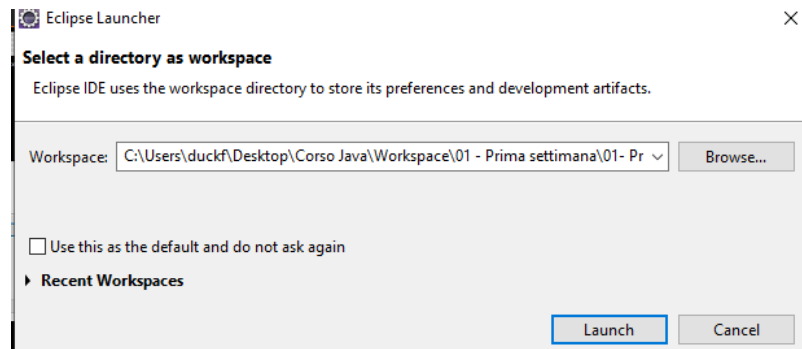 Eclipse Launcher
Select a directory as workspace
Eclipse IDE uses the workspace directory to store its preferences and development artifacts.
Workspace: C:\Users\duckf\Desktop\Corso Java\Workspace\01 - Prima settimana\01- Pr Browse...
Use this as the default and do not ask again
Recent Workspaces
Launch Cancel